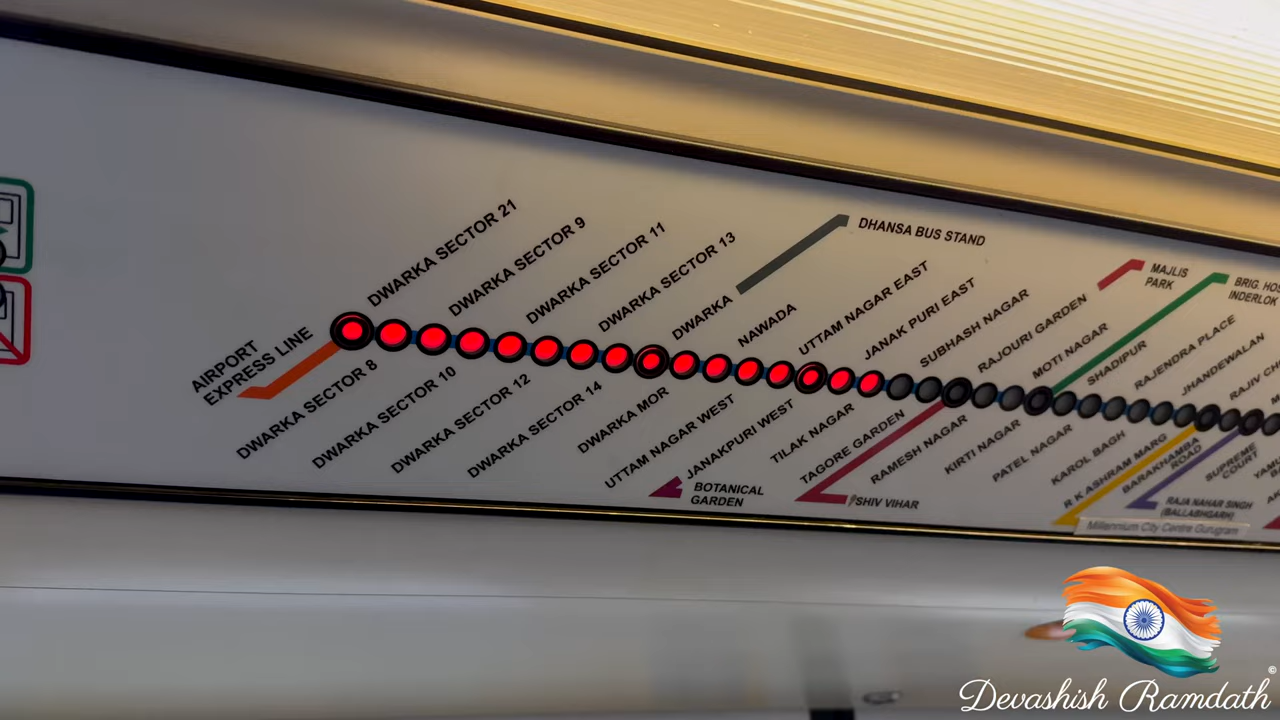 DWARKA SECTOR 21
DWARKA SECTOR 9
DWARKA SECTOR 11
DWARKA SECTOR 13
DWARKA
DHANSA BUS STAND
NAWADA
UTTAM NAGAR EAST
JANAK PURI EAST
SUBHASH NAGAR
RAJOURI GARDEN
MAJLIS
PARK
MOTI NAGAR
BRIG.
INDERLOK
SHADIPUR
RAJENDRA PLACE
JHANDEWALAN
RAJIV
AIRPORT
EXPRESS LINE
DWARKA SECTOR 8
DWARKA SECTOR 10
DWARKA SECTOR 12
DWARKA SECTOR 14
DWARKA MOR
UTTAM NAGAR WEST
JANAKPURI WEST
BOTANICAL
GARDEN
TILAK NAGAR
TAGORE GARDEN
SHIV VIHAR
RAMESH NAGAR
KIRTI NAGAR
PATEL NAGAR
KAROL BAGH
R K ASHRAM MARG
BARAKHAMBA
ROAD
RAJA NAHAR SINGH
(BALLABHGARH)
SUPREME
COURT
Millennium City Centre Gurugram
Devashish Ramdath ©